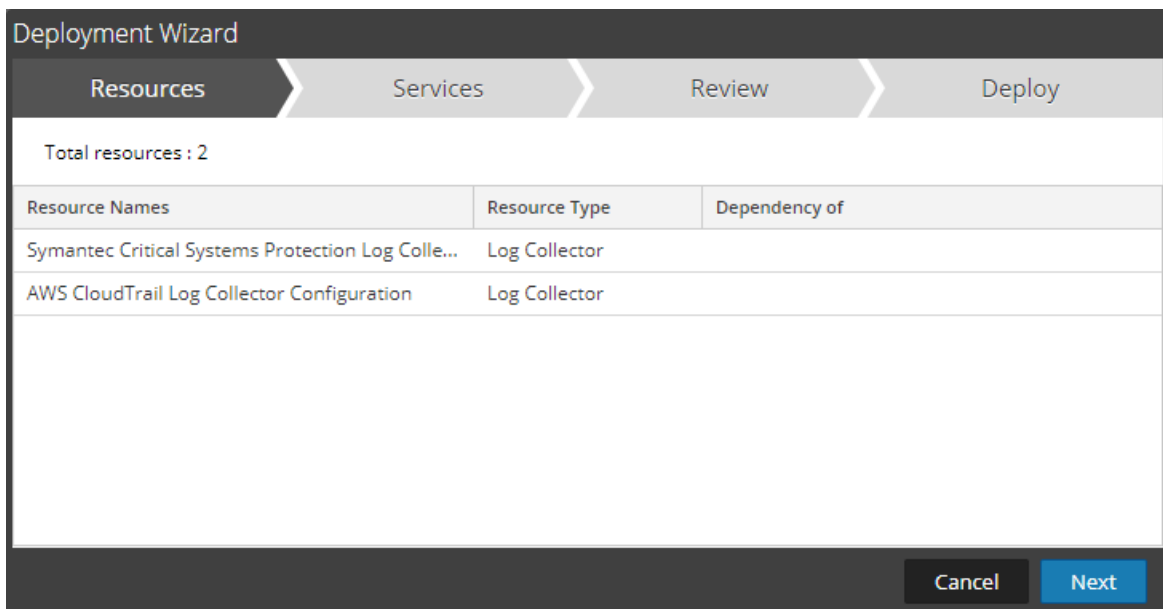 Deployment Wizard
Resources Services Review Deploy
Total resources : 2
Resource Names Resource Type Dependency of
Symantec Critical Systems Protection Log Colle... Log Collector
AWS CloudTrail Log Collector Configuration Log Collector
Cancel Next